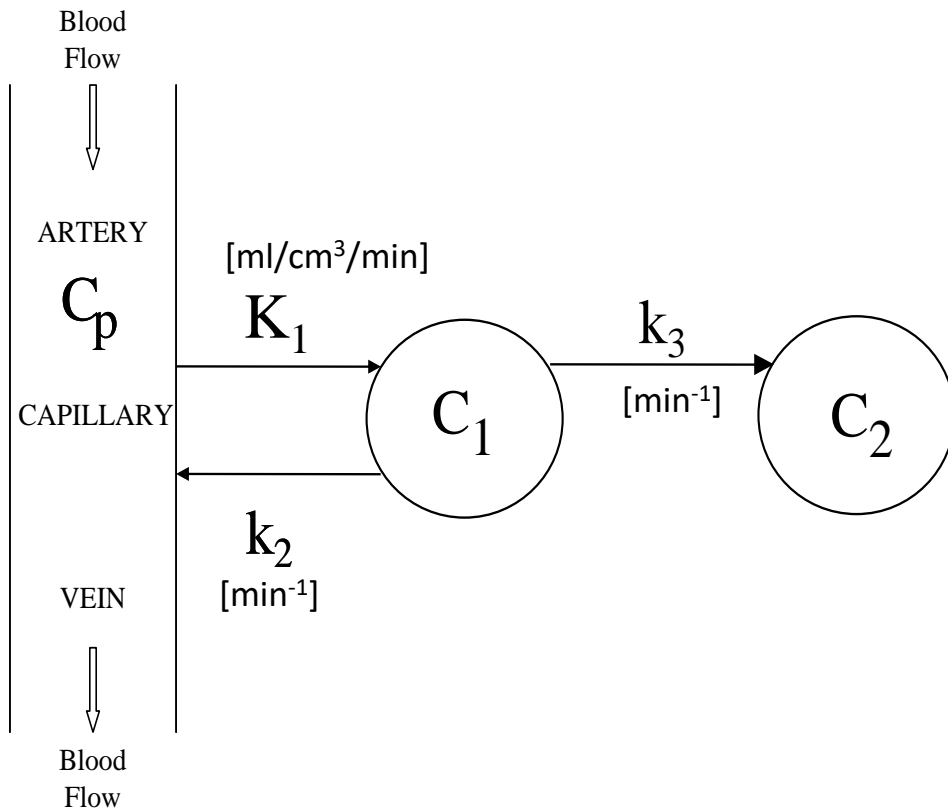 Blood
Flow
ARTERY
Cₚ
[ml/cm³/min]
K₁
CAPILLARY
C₁
k₃
[min⁻¹]
C₂
k₂
[min⁻¹]
VEIN
Blood
Flow